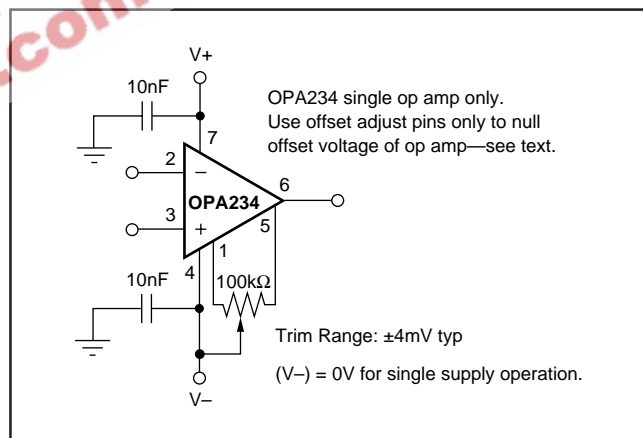 .com
V+
10nF
OPA234 single op amp only.
Use offset adjust pins only to null
offset voltage of op amp—see text.
7
2
–
6
OPA234
3
+
5
1
4
10nF
100kΩ
Trim Range: ±4mV typ
(V–) = 0V for single supply operation.
V–